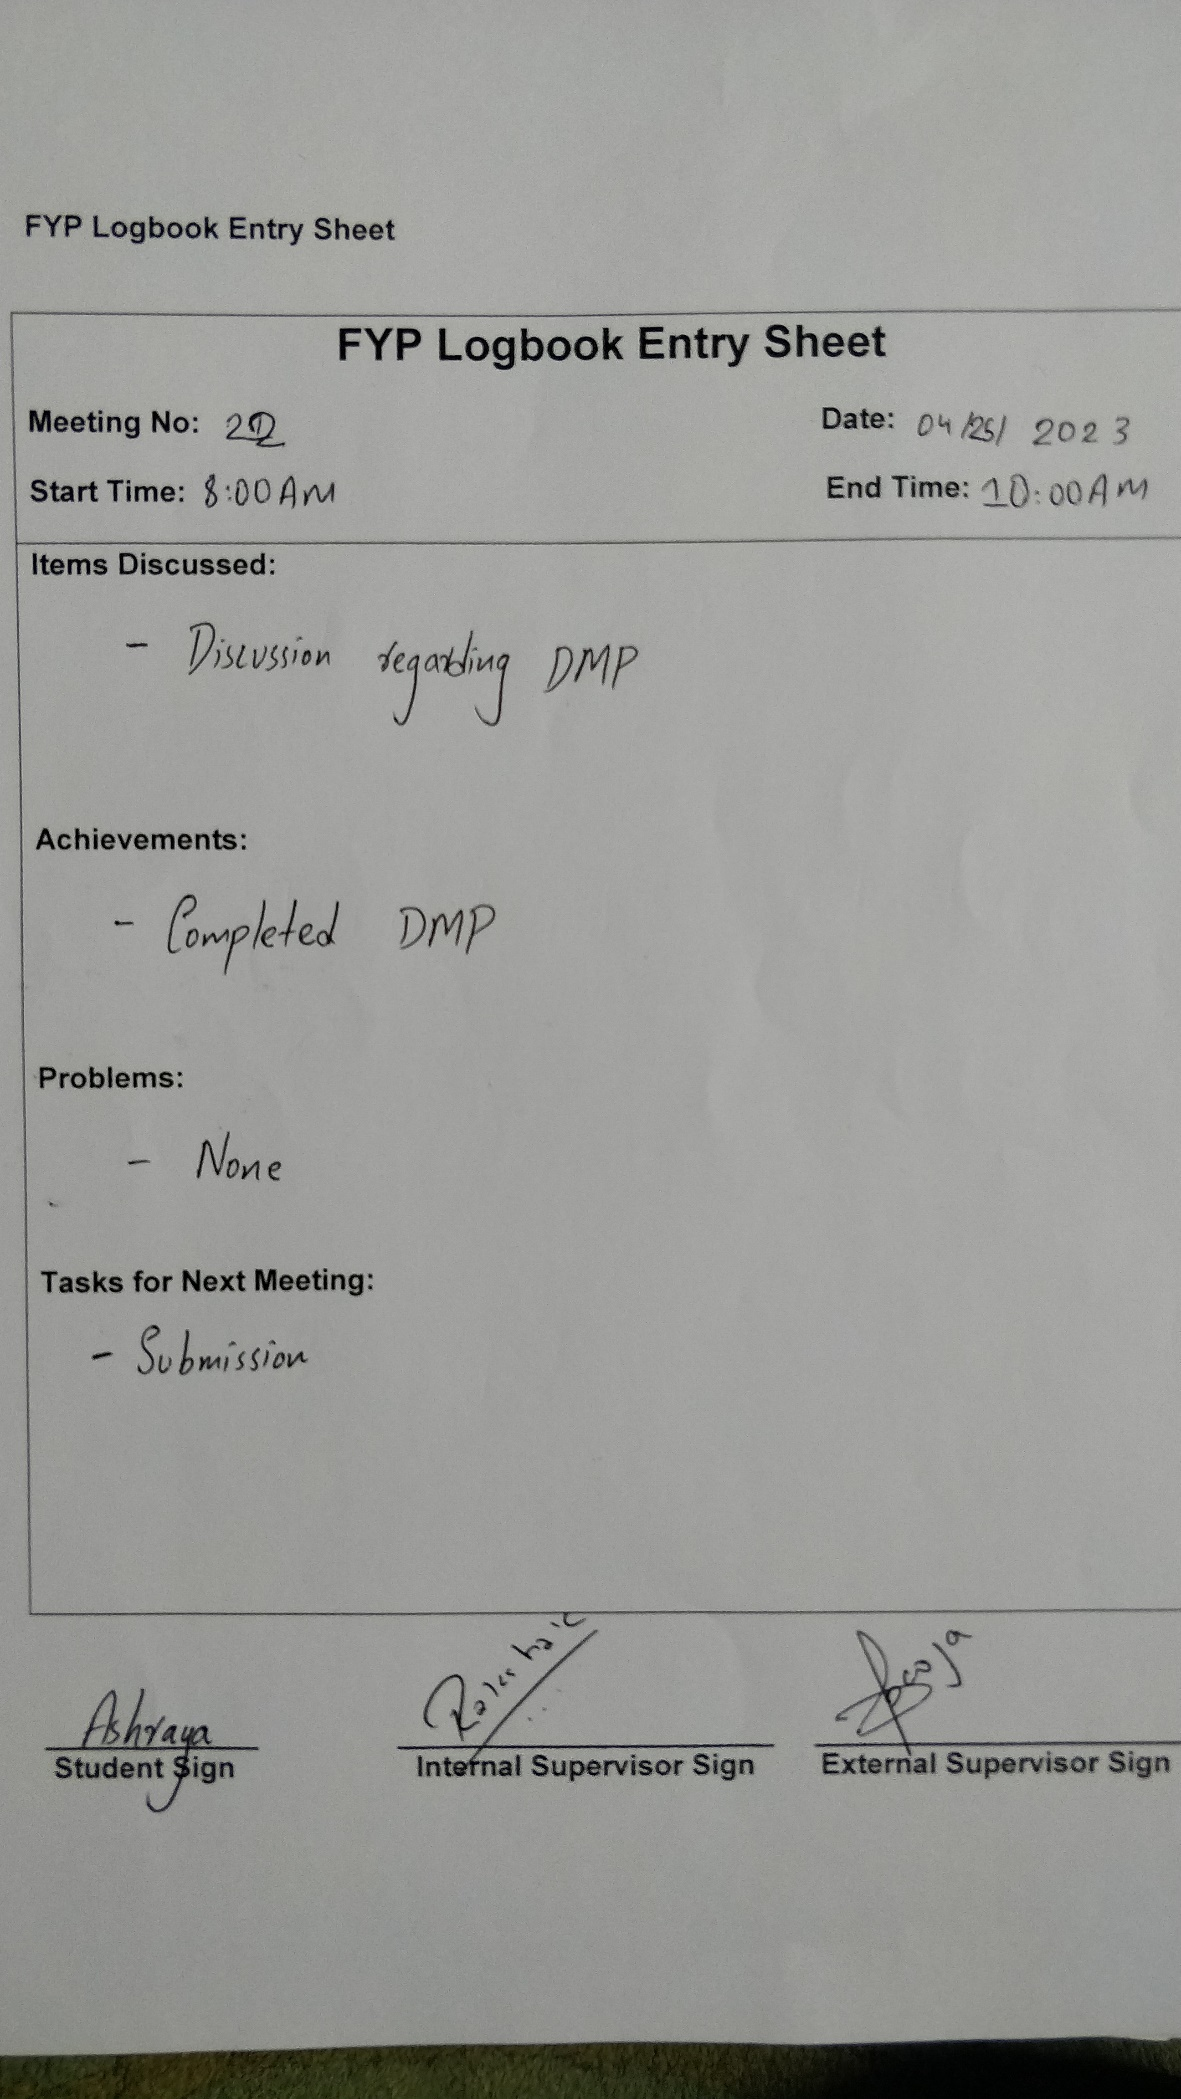 FYP Logbook Entry Sheet
FYP Logbook Entry Sheet
Meeting No: 22 Date: 04/25/ 2023
Start Time: 8:00 AM End Time: 10:00 AM
Items Discussed:
- Discussion regarding DMP
Achievements:
- Completed DMP
Problems:
- None
Tasks for Next Meeting:
- Submission
Ashraya
Student Sign Internal Supervisor Sign External Supervisor Sign